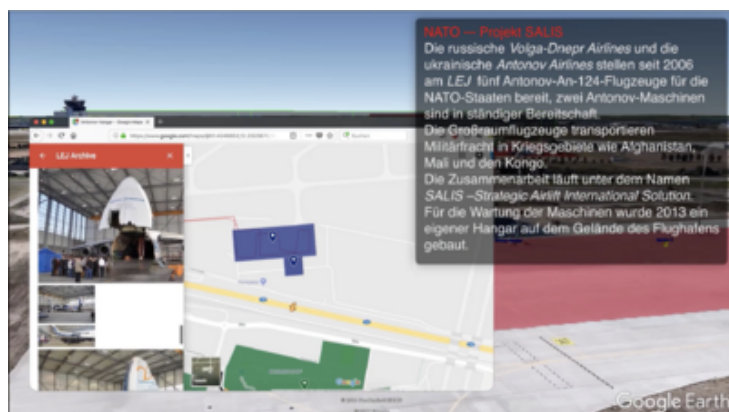 NATO — Projekt SALIS
Die russische Volga-Dnepr Airlines und die
ukrainische Antonov Airlines stellen seit 2006
am LEJ fünf Antonov-An-124-Flugzeuge für die
NATO-Staaten bereit, zwei Antonov-Maschinen
sind in ständiger Bereitschaft.
Die Großraumflugzeuge transportieren
Militärfracht in Kriegsgebiete wie Afghanistan,
Mali und den Kongo.
Die Zusammenarbeit läuft unter dem Namen
SALIS –Strategic Airlift International Solution.
Für die Wartung der Maschinen wurde 2013 ein
eigener Hangar auf dem Gelände des Flughafens
gebaut.
LEJ Archive
Google
Google Earth